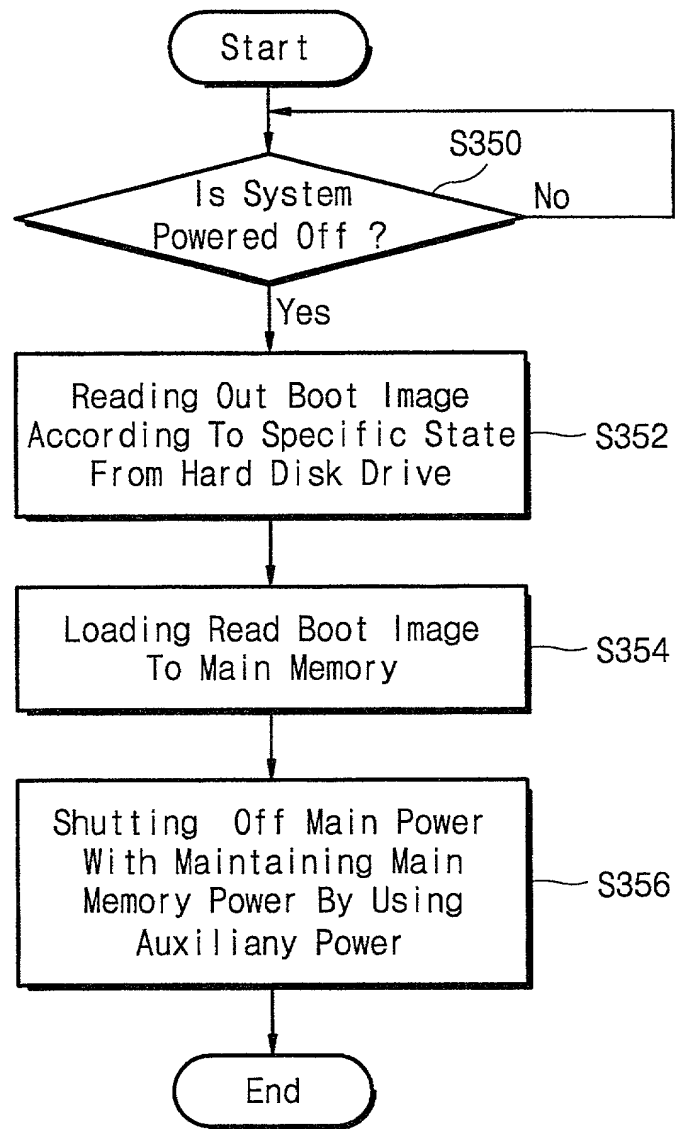 Start
S350
Is System
Powered Off ?
No
Yes
Reading Out Boot Image
According To Specific State
From Hard Disk Drive
S352
Loading Read Boot Image
To Main Memory
S354
Shutting Off Main Power
With Maintaining Main
Memory Power By Using
Auxiliany Power
S356
End